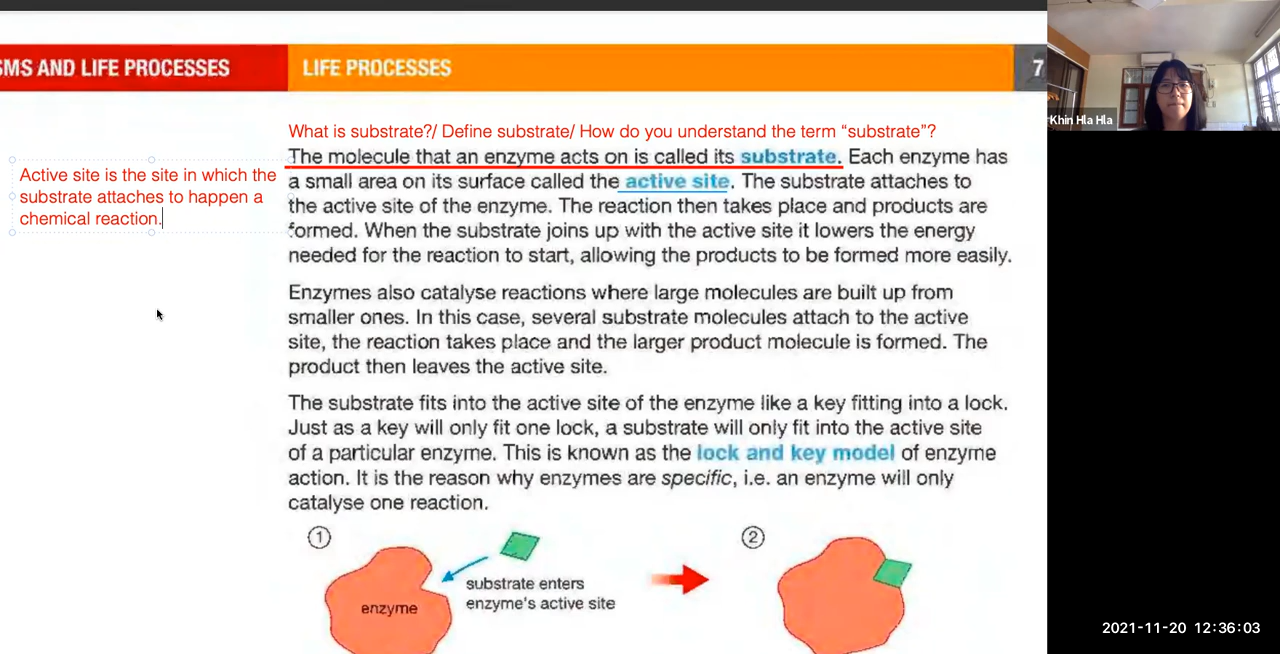 SMS AND LIFE PROCESSES
LIFE PROCESSES
7
Khin Hla Hla
What is substrate?/ Define substrate/ How do you understand the term “substrate”?
The molecule that an enzyme acts on is called its substrate. Each enzyme has
a small area on its surface called the active site. The substrate attaches to
the active site of the enzyme. The reaction then takes place and products are
formed. When the substrate joins up with the active site it lowers the energy
needed for the reaction to start, allowing the products to be formed more easily.
Active site is the site in which the
substrate attaches to happen a
chemical reaction.
Enzymes also catalyse reactions where large molecules are built up from
smaller ones. In this case, several substrate molecules attach to the active
site, the reaction takes place and the larger product molecule is formed. The
product then leaves the active site.
The substrate fits into the active site of the enzyme like a key fitting into a lock.
Just as a key will only fit one lock, a substrate will only fit into the active site
of a particular enzyme. This is known as the lock and key model of enzyme
action. It is the reason why enzymes are specific, i.e. an enzyme will only
catalyse one reaction.
1
2
substrate enters
enzyme's active site
enzyme
2021-11-20 12:36:03